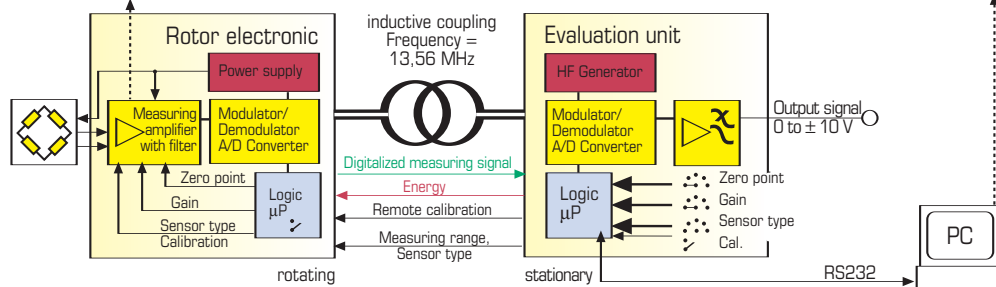 Rotor electronic
Power supply
Measuring
amplifier
with filter
Modulator/
Demodulator
A/D Converter
Zero point
Gain
Sensor type
Calibration
Logic
µP
rotating
inductive coupling
Frequency =
13,56 MHz
Digitalized measuring signal
Energy
Remote calibration
Measuring range,
Sensor type
Evaluation unit
HF Generator
Modulator/
Demodulator
A/D Converter
Logic
µP
Zero point
Gain
Sensor type
Cal.
stationary
Output signal
0 to ± 10 V
RS232
PC